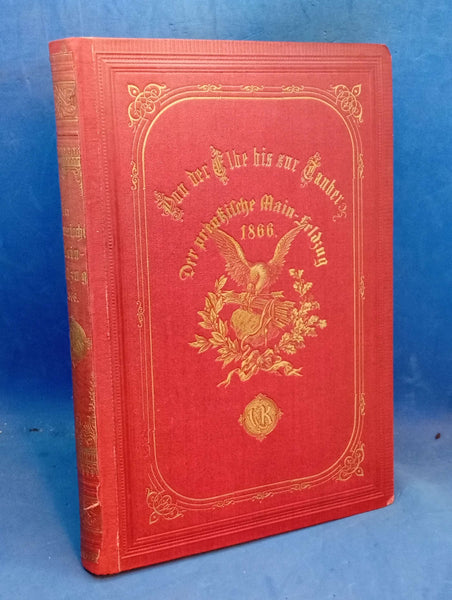 Von der Elbe bis zur Tauber.
Der preußische Main-Feldzug
1866.